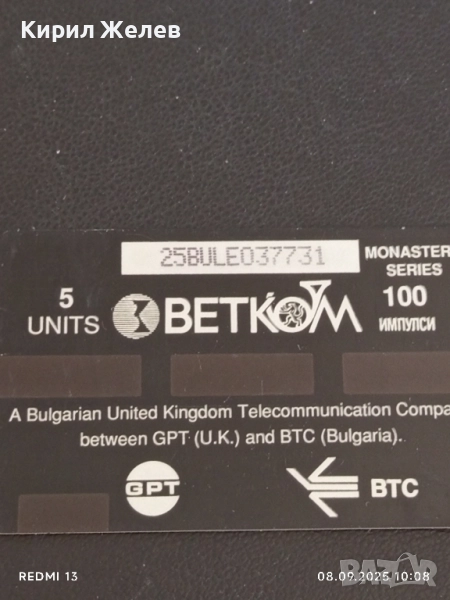 Кирил Желев
25BULE037731
MONASTER
SERIES
5
UNITS
BETKOM
100
ИМПУЛСИ
A Bulgarian United Kingdom Telecommunication Compa
between GPT (U.K.) and BTC (Bulgaria).
GPT
BTC
BAZAR
REDMI 13
08.09.2025 10:08